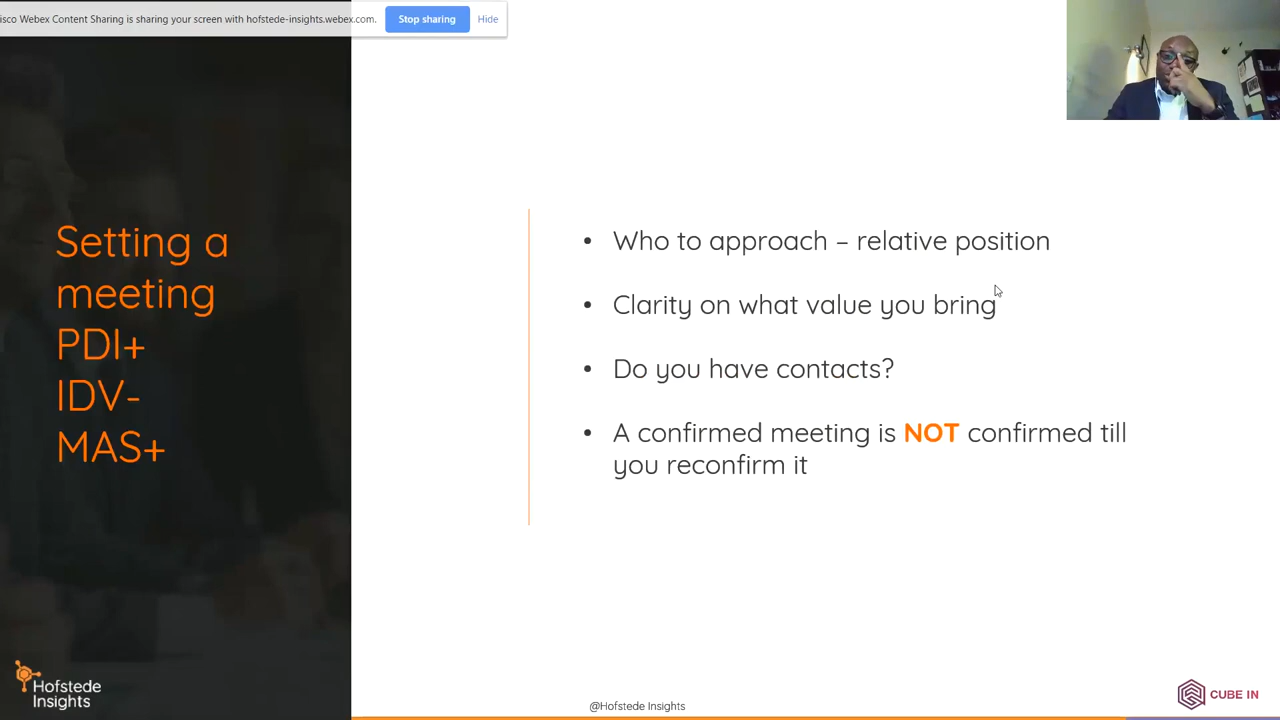 isco Webex Content Sharing is sharing your screen with hofstede-insights.webex.com.
Stop sharing
Hide
Setting a
meeting
PDI+
IDV-
MAS+
• Who to approach – relative position
• Clarity on what value you bring
• Do you have contacts?
• A confirmed meeting is NOT confirmed till
you reconfirm it
Hofstede
Insights
@Hofstede Insights
CUBE IN